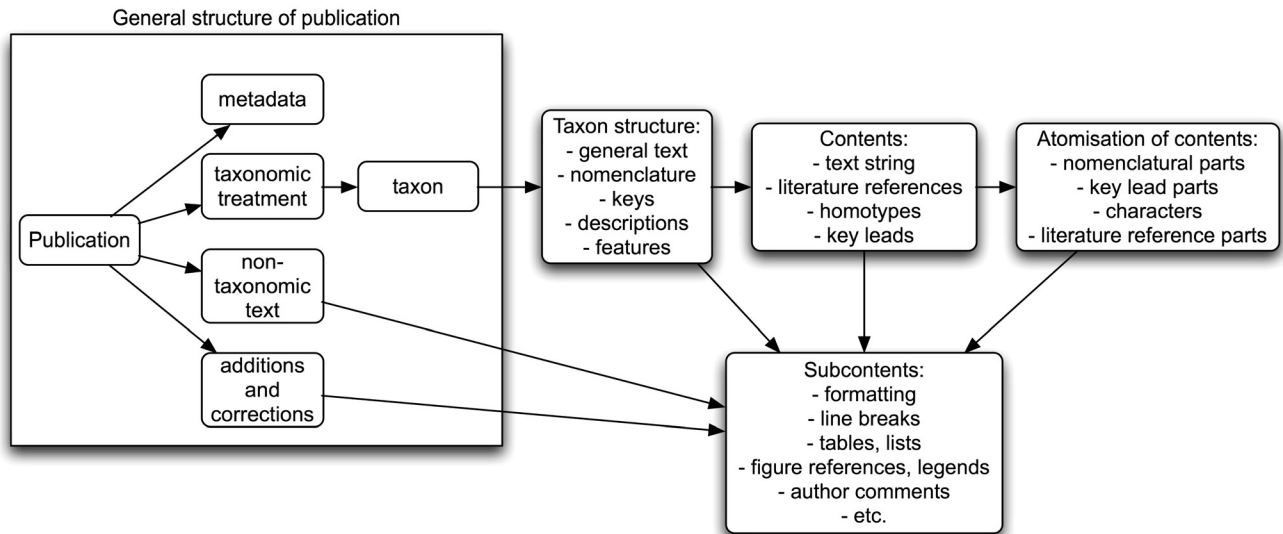 General structure of publication
metadata
taxonomic
treatment
taxon
Publication
non-
taxonomic
text
additions
and
corrections
Taxon structure:
- general text
- nomenclature
- keys
- descriptions
- features
Contents:
- text string
- literature references
- homotypes
- key leads
Atomisation of contents:
- nomenclatural parts
- key lead parts
- characters
- literature reference parts
Subcontents:
- formatting
- line breaks
- tables, lists
- figure references, legends
- author comments
- etc.